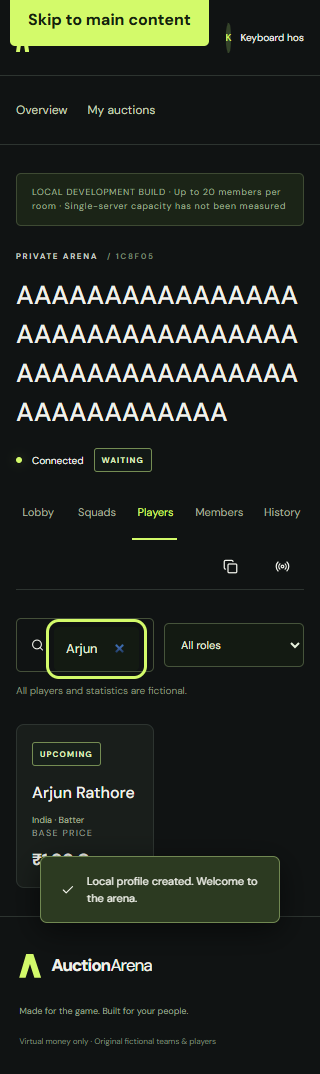 Skip to main content
K
Keyboard hos
Overview
My auctions
LOCAL DEVELOPMENT BUILD · Up to 20 members per
room · Single-server capacity has not been measured
PRIVATE ARENA / 1C8F05
AAAAAAAAAAAAAAAA
AAAAAAAAAAAAAAAA
AAAAAAAAAAAAAAAA
AAAAAAAAAAAA
Connected
WAITING
Lobby
Squads
Players
Members
History
Arjun
All roles
All players and statistics are fictional.
UPCOMING
Arjun Rathore
India · Batter
BASE PRICE
Local profile created. Welcome to
the arena.
AuctionArena
Made for the game. Built for your people.
Virtual money only · Original fictional teams & players